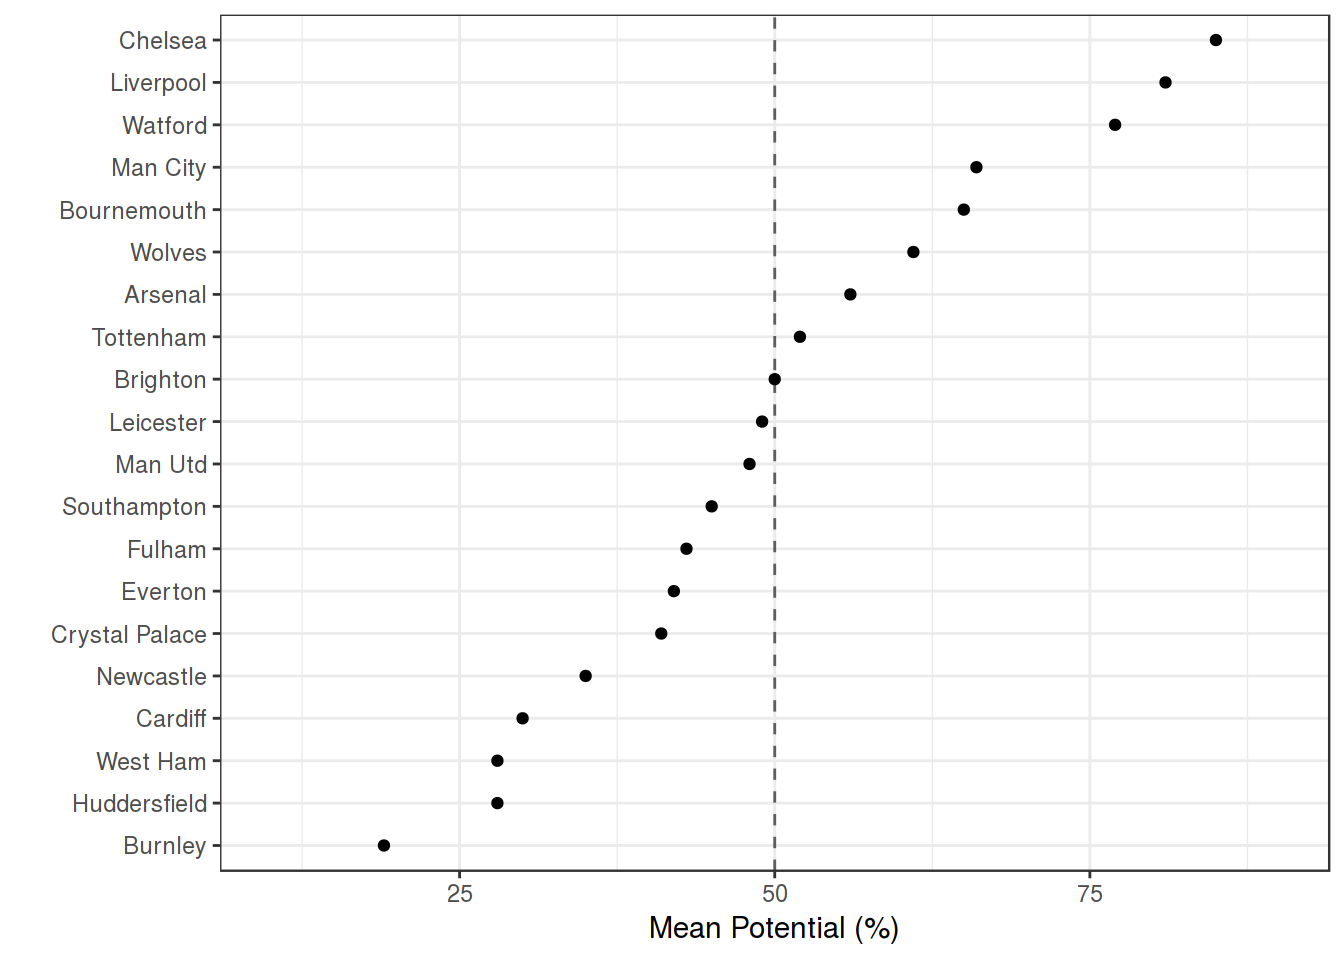 Chelsea
Liverpool
Watford
Man City
Bournemouth
Wolves
Arsenal
Tottenham
Brighton
Leicester
Man Utd
Southampton
Fulham
Everton
Crystal Palace
Newcastle
Cardiff
West Ham
Huddersfield
Burnley
25 50 75
Mean Potential (%)